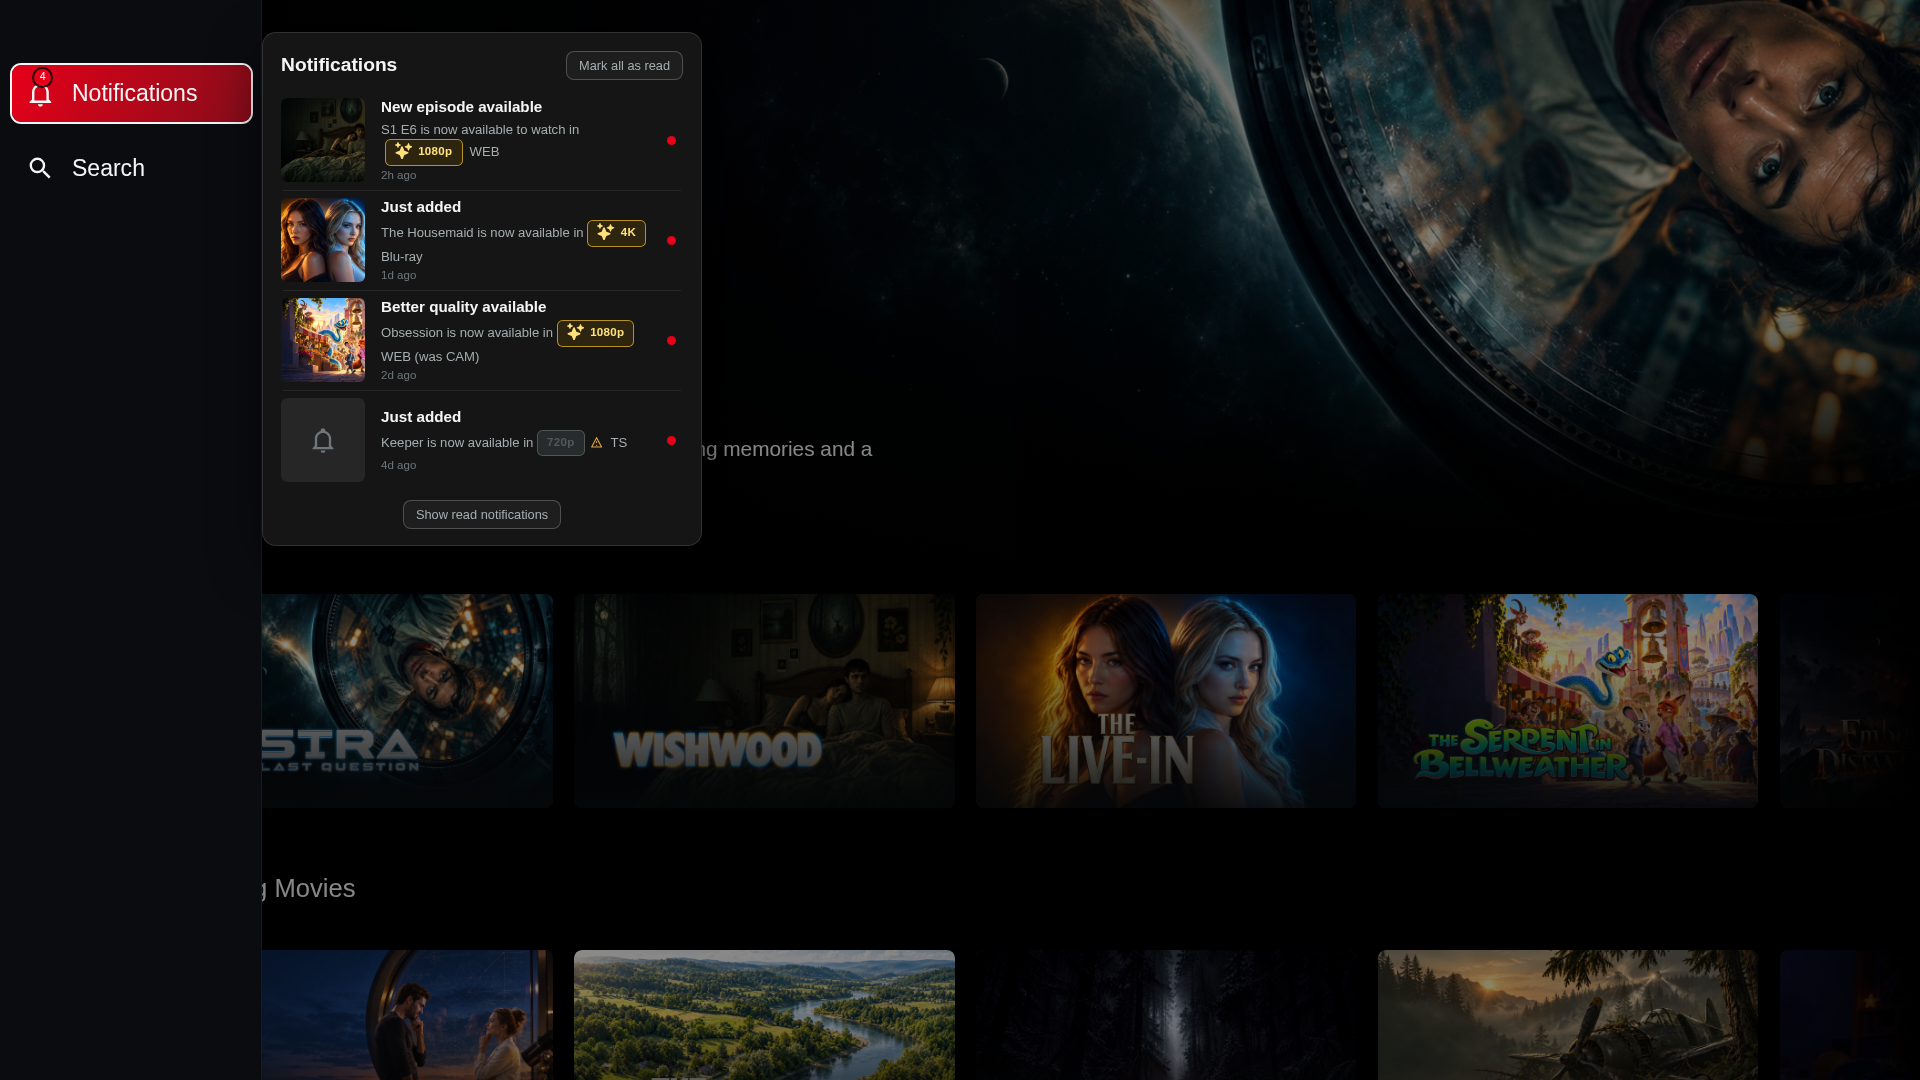 4
Notifications
Search
Notifications
Mark all as read
New episode available
S1 E6 is now available to watch in
1080p WEB
2h ago
Just added
The Housemaid is now available in 4K
Blu-ray
1d ago
Better quality available
Obsession is now available in 1080p
WEB (was CAM)
2d ago
Just added
Keeper is now available in 720p TS
4d ago
Show read notifications
memories and a
STRA
LAST QUESTION
WISHWOOD
THE
LIVE-IN
THE SERPENT IN
BELLWEATHER
Movies